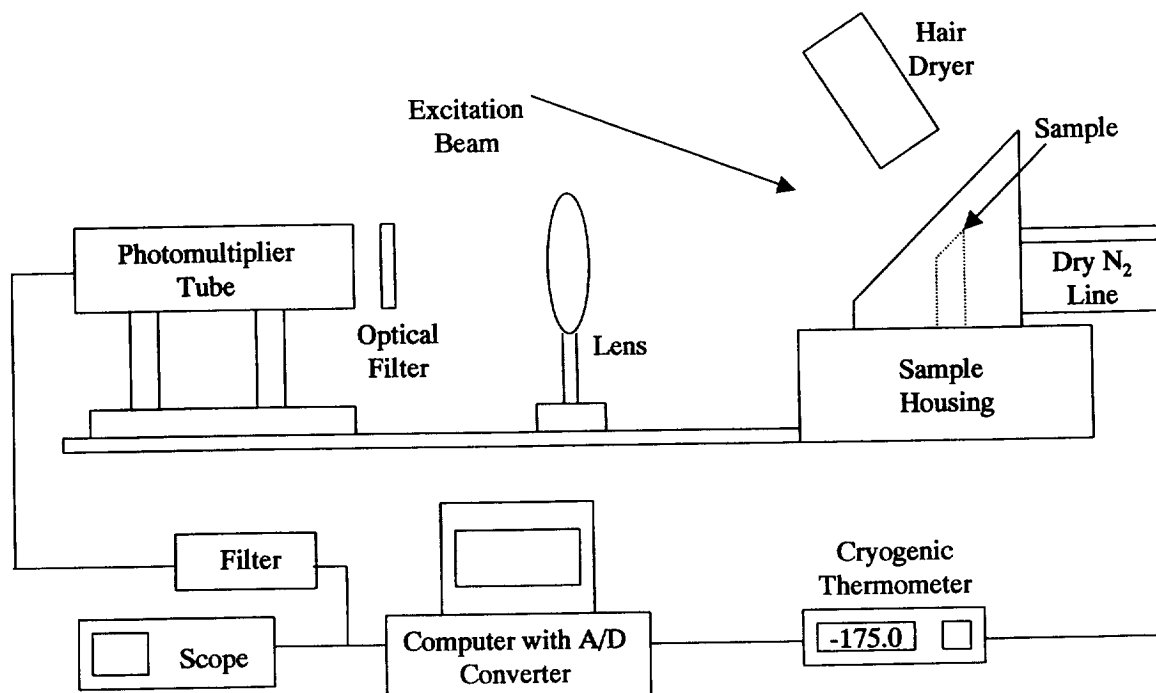 Hair
Dryer
Excitation
Beam
Sample
Photomultiplier
Tube
Dry N₂
Line
Optical
Filter
Lens
Sample
Housing
Filter
Cryogenic
Thermometer
Scope
Computer with A/D
Converter
-175.0